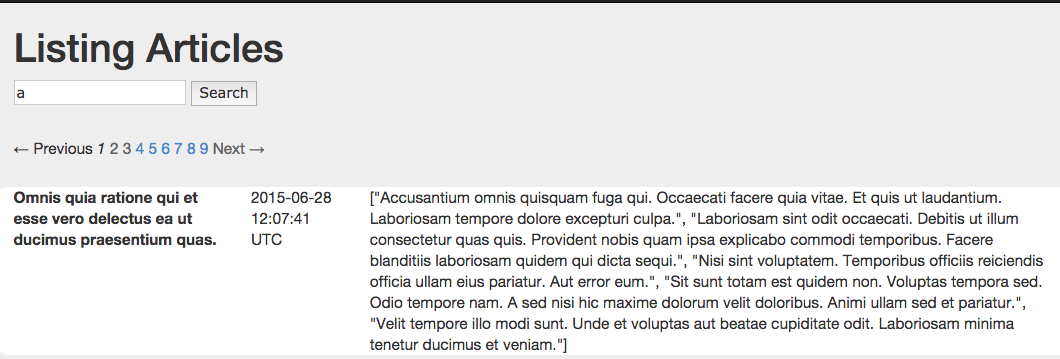 Listing Articles
a
Search
← Previous 1 2 3 4 5 6 7 8 9 Next →
Omnis quia ratione qui et
esse vero delectus ea ut
ducimus praesentium quas.
2015-06-28
12:07:41
UTC
["Accusantium omnis quisquam fuga qui. Occaecati facere quia vitae. Et quis ut laudantium.
Laboriosam tempore dolore excepturi culpa.", "Laboriosam sint odit occaecati. Debitis ut illum
consectetur quas quis. Provident nobis quam ipsa explicabo commodi temporibus. Facere
blanditiis laboriosam quidem qui dicta sequi.", "Nisi sint voluptatem. Temporibus officiis reiciendis
officia ullam eius pariatur. Aut error eum.", "Sit sunt totam est quidem non. Voluptas tempora sed.
Odio tempore nam. A sed nisi hic maxime dolorum velit doloribus. Animi ullam sed et pariatur.",
"Velit tempore illo modi sunt. Unde et voluptas aut beatae cupiditate odit. Laboriosam minima
tenetur ducimus et veniam."]